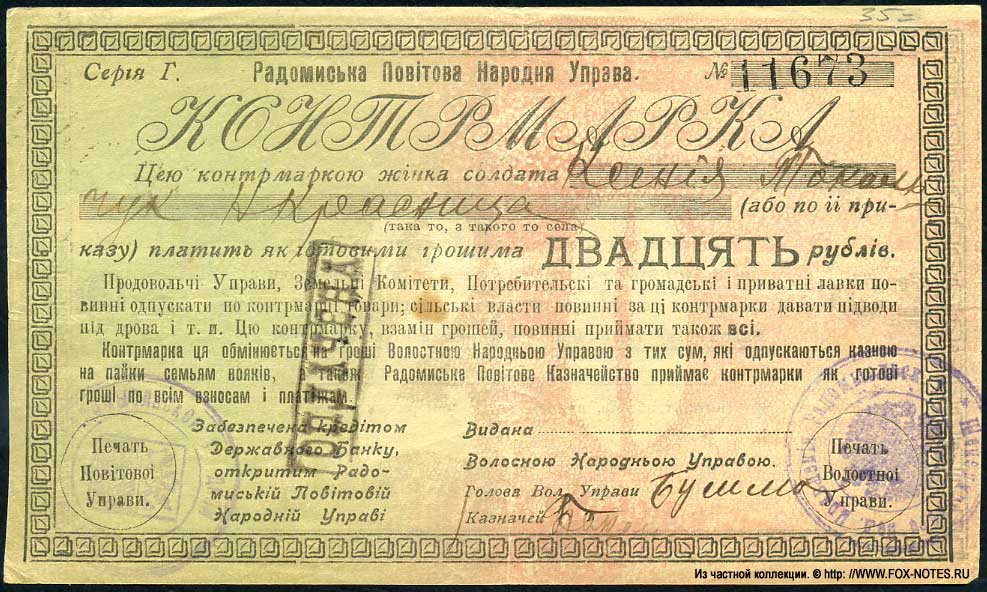 35=
Серія Г. Радомиська Повітова Народня Управа. № 11673
КОНТРМАРКА
Цею контрмаркою жінка солдата Ксенія
чук
(така то, з такого то села) (або по її при-
казу) платить як готовими грошима ДВАДЦЯТЬ рублів.
Продовольчі Управи, Земельні Комітети, Потребительскі та громадські і приватні лавки по-
винні одпускати по контрмарці товари; сільські власти повинні за ці контрмарки давати підводи
під дрова і т. и. Цю контрмарку, взамін грошей, повинні приймати також всі.
Контрмарка ця обмінюється на гроші Волостною Народньою Управою з тих сум, які одпускаються казною
на пайки семьям вояків, також Радомиське Повітове Казначейство приймає контрмарки як готові
гроші по всім взносам і платіжам.
Забезпечена кредітом
Державного Банку,
откритим Радо-
миській Повітовій
Народній Управі
Видана
Волосною Народньою Управою.
Голова Вол. Управи
Казначей
Печать
Повітової
Управи.
Печать
Волостної
Управи.
Из частной коллекции. © http: //WWW.FOX-NOTES.RU